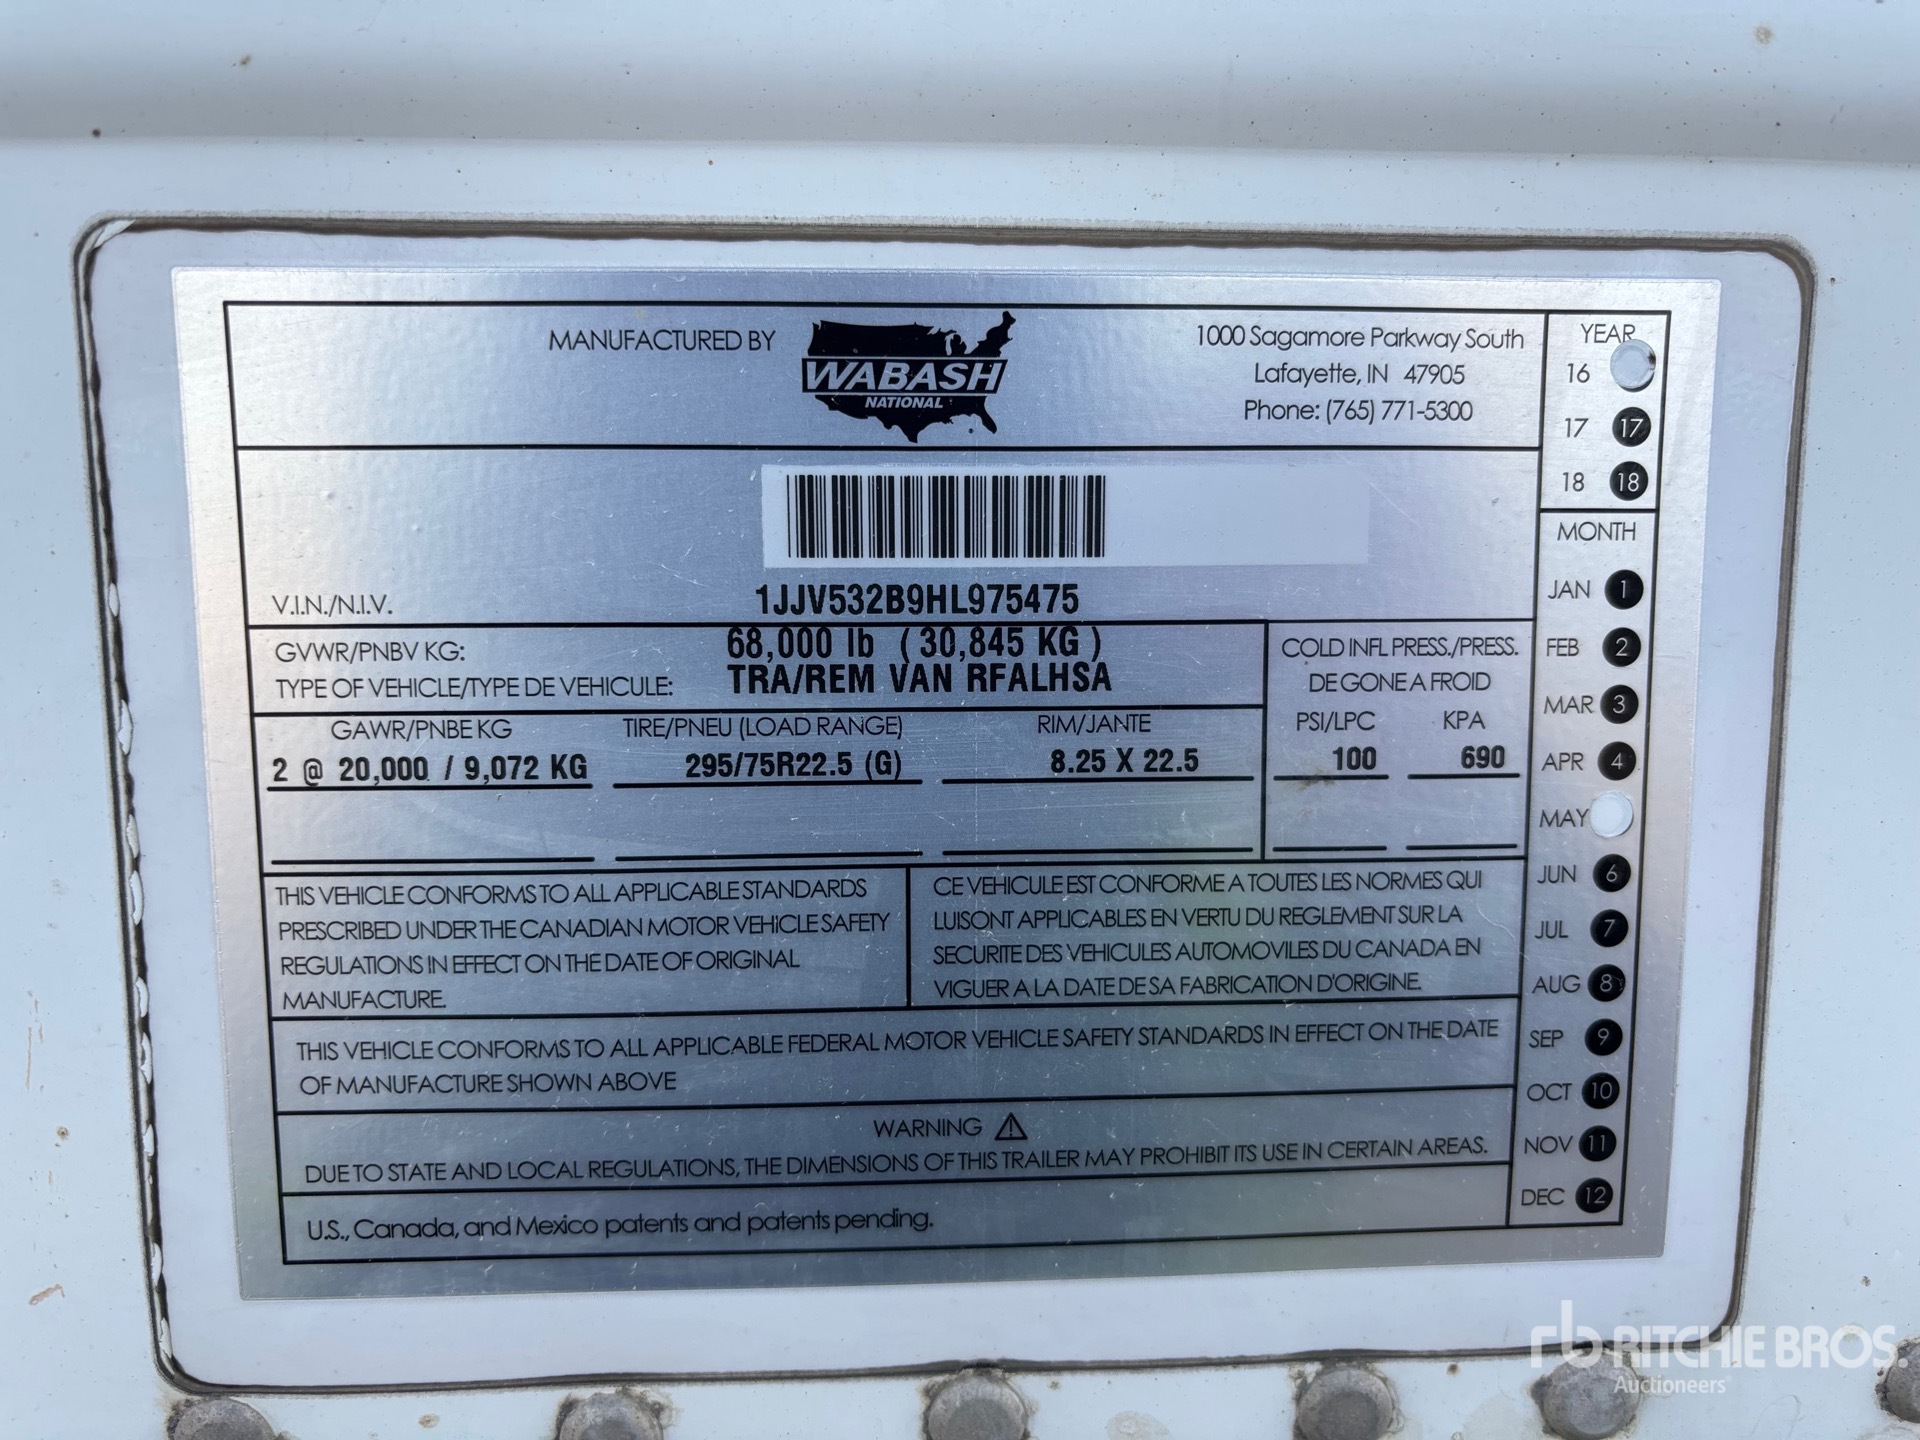 MANUFACTURED BY
WABASH
NATIONAL
1000 Sagamore Parkway South
Lafayette, IN 47905
Phone: (765) 771-5300
YEAR
16
17 17
18 18
V.I.N./N.I.V. 1JJV532B9HL975475
GVWR/PNBV KG: 68,000 lb ( 30,845 KG )
TYPE OF VEHICLE/TYPE DE VEHICULE: TRA/REM VAN RFALHSA
COLD INFL PRESS./PRESS.
DE GONE A FROID
GAWR/PNBE KG TIRE/PNEU (LOAD RANGE) RIM/JANTE PSI/LPC KPA
2 @ 20,000 / 9,072 KG 295/75R22.5 (G) 8.25 X 22.5 100 690
THIS VEHICLE CONFORMS TO ALL APPLICABLE STANDARDS
PRESCRIBED UNDER THE CANADIAN MOTOR VEHICLE SAFETY
REGULATIONS IN EFFECT ON THE DATE OF ORIGINAL
MANUFACTURE.
CE VEHICULE EST CONFORME A TOUTES LES NORMES QUI
LUISONT APPLICABLES EN VERTU DU REGLEMENT SUR LA
SECURITE DES VEHICULES AUTOMOVILES DU CANADA EN
VIGUER A LA DATE DE SA FABRICATION D'ORIGINE.
THIS VEHICLE CONFORMS TO ALL APPLICABLE FEDERAL MOTOR VEHICLE SAFETY STANDARDS IN EFFECT ON THE DATE
OF MANUFACTURE SHOWN ABOVE
WARNING
DUE TO STATE AND LOCAL REGULATIONS, THE DIMENSIONS OF THIS TRAILER MAY PROHIBIT ITS USE IN CERTAIN AREAS.
U.S., Canada, and Mexico patents and patents pending.
MONTH
JAN 1
FEB 2
MAR 3
APR 4
MAY
JUN 6
JUL 7
AUG 8
SEP 9
OCT 10
NOV 11
DEC 12
rb RITCHIE BROS.
Auctioneers